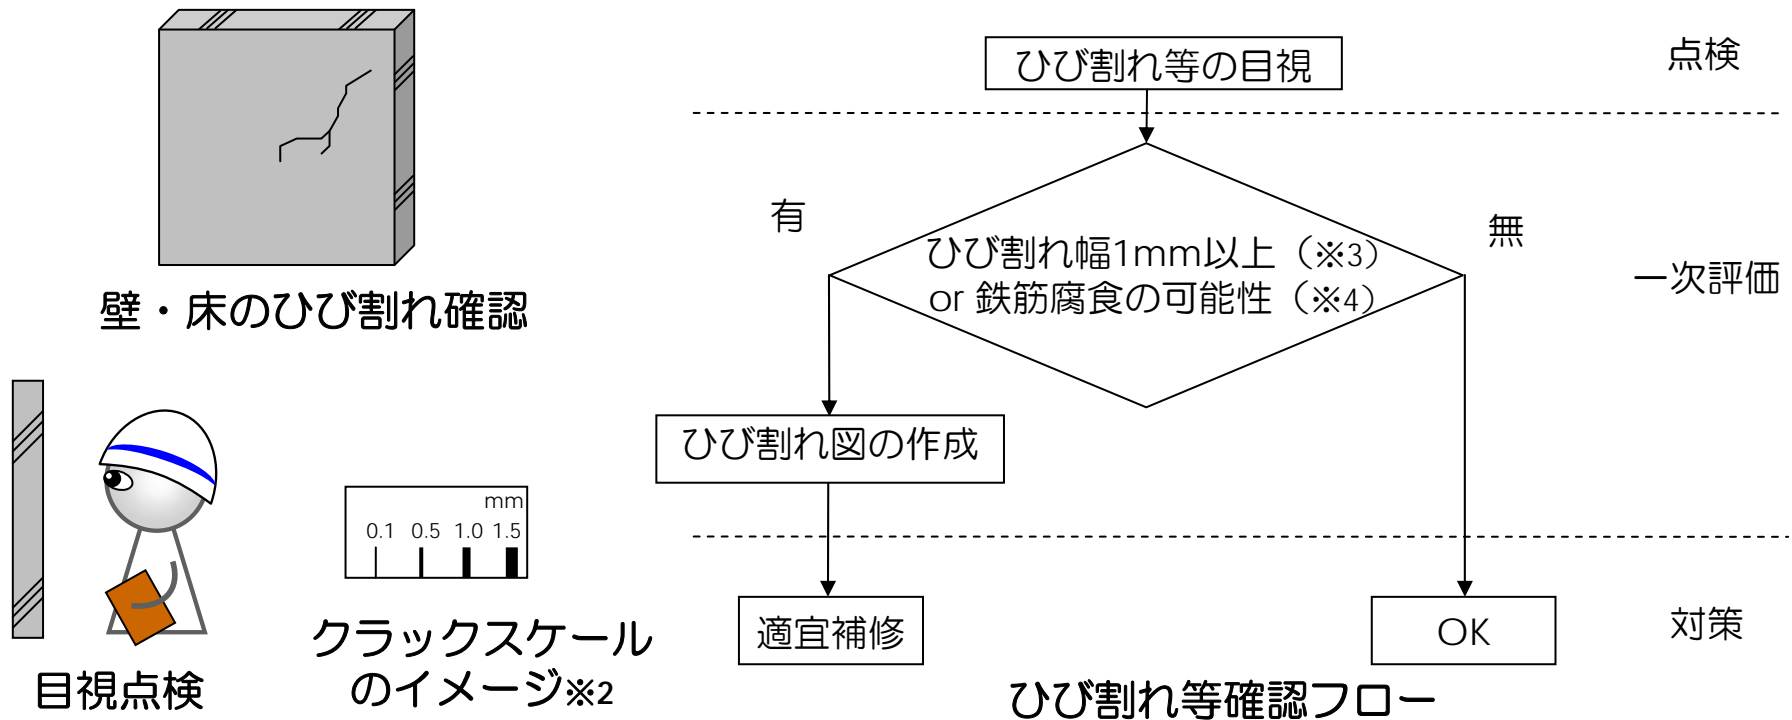 壁・床のひび割れ確認
目視点検
mm
0.1 0.5 1.0 1.5
クラックスケール
のイメージ※2
ひび割れ等の目視
点検
有
無
ひび割れ幅1mm以上（※3）
or 鉄筋腐食の可能性（※4）
一次評価
ひび割れ図の作成
適宜補修
OK
対策
ひび割れ等確認フロー